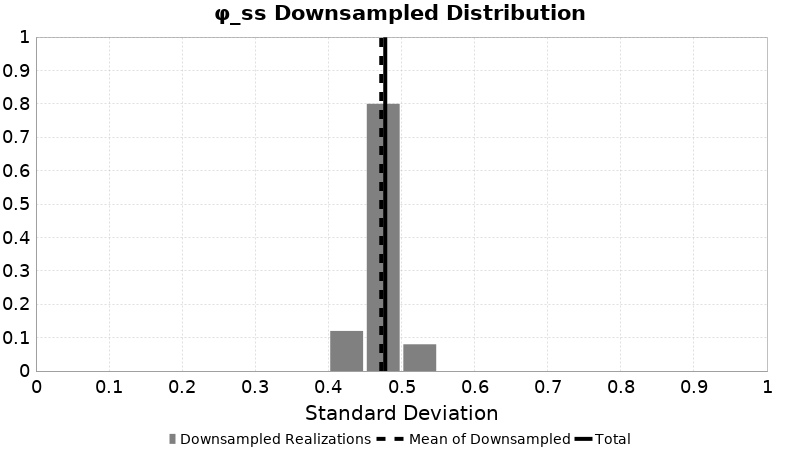 φ_ss Downsampled Distribution
1
0.9
0.8
0.7
0.6
0.5
0.4
0.3
0.2
0.1
0
0 0.1 0.2 0.3 0.4 0.5 0.6 0.7 0.8 0.9 1
Standard Deviation
Downsampled Realizations Mean of Downsampled Total